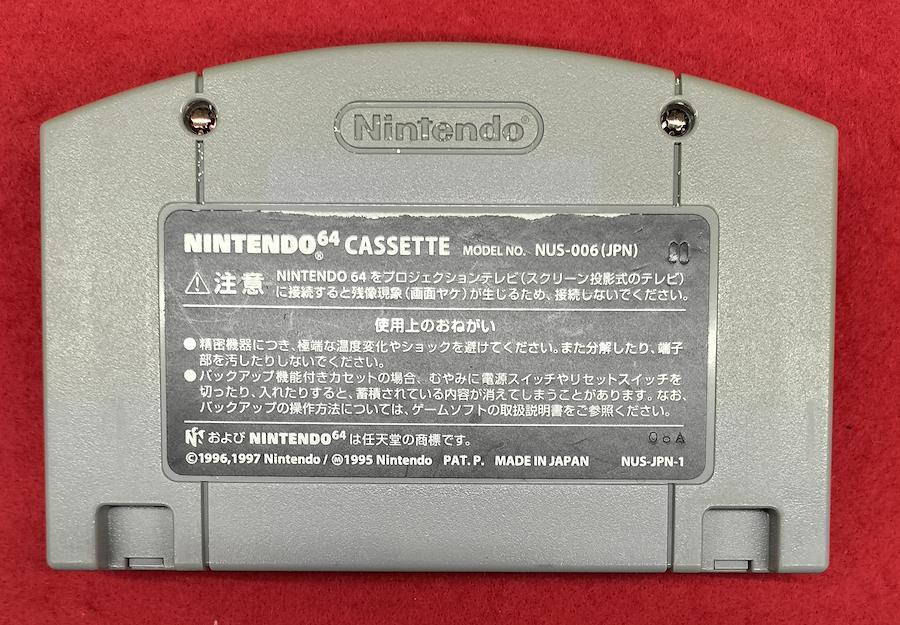 Nintendo®
NINTENDO64® CASSETTE MODEL NO. NUS-006(JPN)
⚠注意 NINTENDO 64 をプロジェクションテレビ(スクリーン投影式のテレビ)
に接続すると残像現象(画面ヤケ)が生じるため、接続しないでください。
使用上のおねがい
●精密機器につき、極端な温度変化やショックを避けてください。また分解したり、端子
部を汚したりしないでください。
●バックアップ機能付きカセットの場合、むやみに電源スイッチやリセットスイッチを
切ったり、入れたりすると、蓄積されている内容が消えてしまうことがあります。なお、
バックアップの操作方法については、ゲームソフトの取扱説明書をご参照ください。
および NINTENDO64 は任天堂の商標です。
©1996,1997 Nintendo / Ⓜ1995 Nintendo PAT. P. MADE IN JAPAN NUS-JPN-1